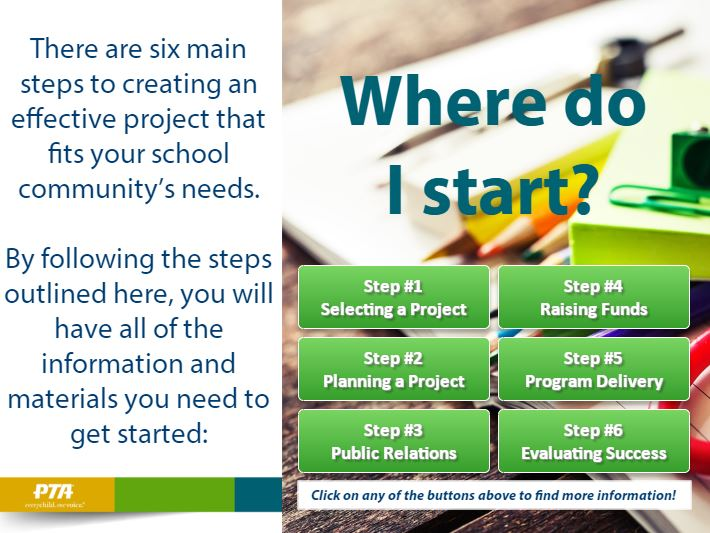 There are six main
steps to creating an
effective project that
fits your school
community's needs.
By following the steps
outlined here, you will
have all of the
information and
materials you need to
get started:
PTA
everychild.onevoice.®
Where do
I start?
Step #1
Selecting a Project
Step #4
Raising Funds
Step #2
Planning a Project
Step #5
Program Delivery
Step #3
Public Relations
Step #6
Evaluating Success
Click on any of the buttons above to find more information!